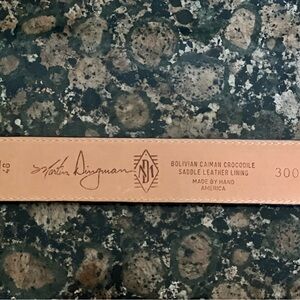 Martin Dingman
BOLIVIAN CAIMAN CROCODILE
SADDLE LEATHER LINING
MADE BY HAND
AMERICA
300